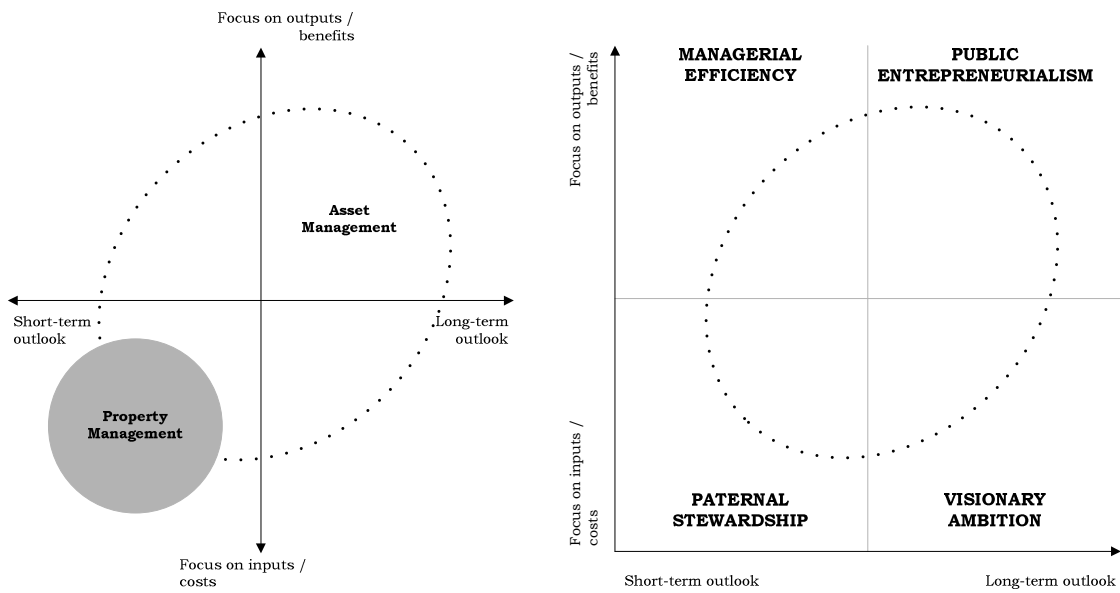 Focus on outputs /
benefits
Asset
Management
Short-term
outlook
Long-term
outlook
Property
Management
Focus on inputs /
costs
Focus on outputs /
benefits
MANAGERIAL
EFFICIENCY
PUBLIC
ENTREPRENEURIALISM
Focus on inputs /
costs
PATERNAL
STEWARDSHIP
VISIONARY
AMBITION
Short-term outlook
Long-term outlook